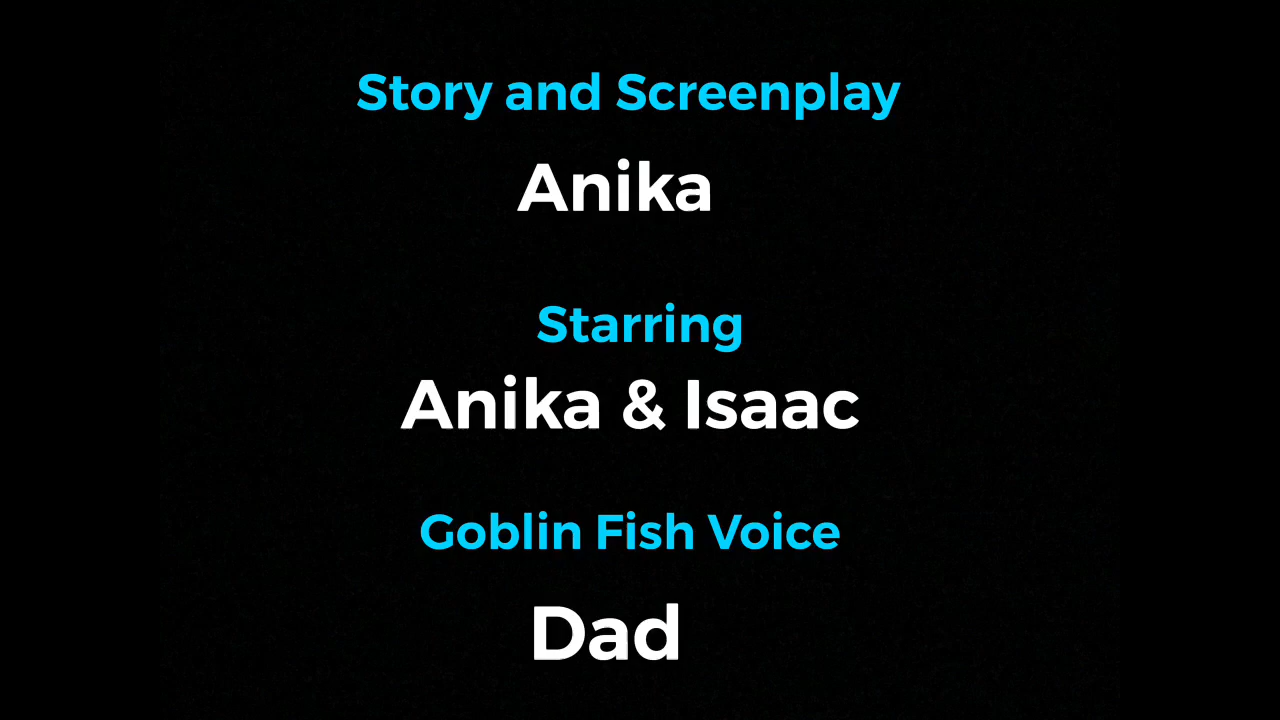 Story and Screenplay
Anika
Starring
Anika & Isaac
Goblin Fish Voice
Dad